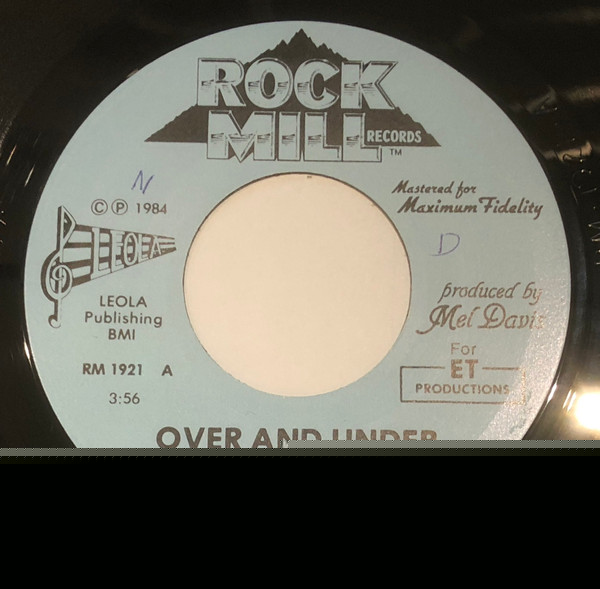 ROCK
MILL
RECORDS
TM
N
© ℗ 1984
Mastered for
Maximum Fidelity
LEOLA
D
LEOLA
Publishing
BMI
produced by
Mel Davis
For
ET
PRODUCTIONS
RM 1921 A
3:56
OVER AND UNDER